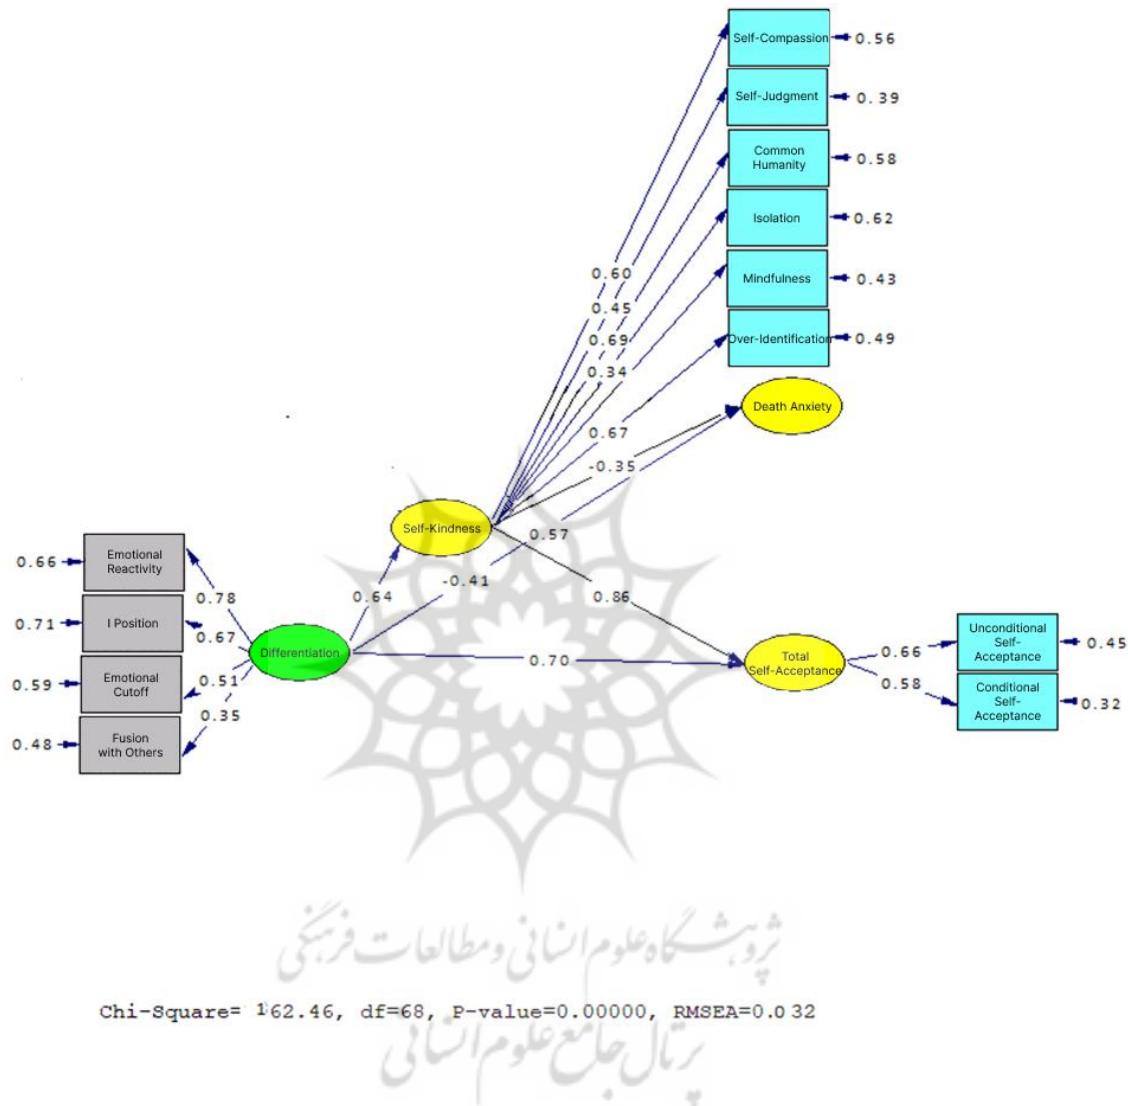 Self-Compassion
0.56
Self-Judgment
0.39
Common
Humanity
0.58
Isolation
0.62
Mindfulness
0.43
Over-Identification
0.49
0.60
0.45
0.69
0.34
0.67
-0.35
0.57
Death Anxiety
Self-Kindness
-0.41
0.64
0.86
0.70
0.66
Emotional
Reactivity
0.78
0.71
I Position
0.67
Differentiation
0.59
Emotional
Cutoff
0.51
0.35
0.48
Fusion
with Others
Total
Self-Acceptance
0.66
0.58
Unconditional
Self-
Acceptance
0.45
Conditional
Self-
Acceptance
0.32
پژوهشگاه علوم انسانی و مطالعات فرهنگی
Chi-Square= 162.46, df=68, P-value=0.00000, RMSEA=0.032
پرتال جامع علوم انسانی